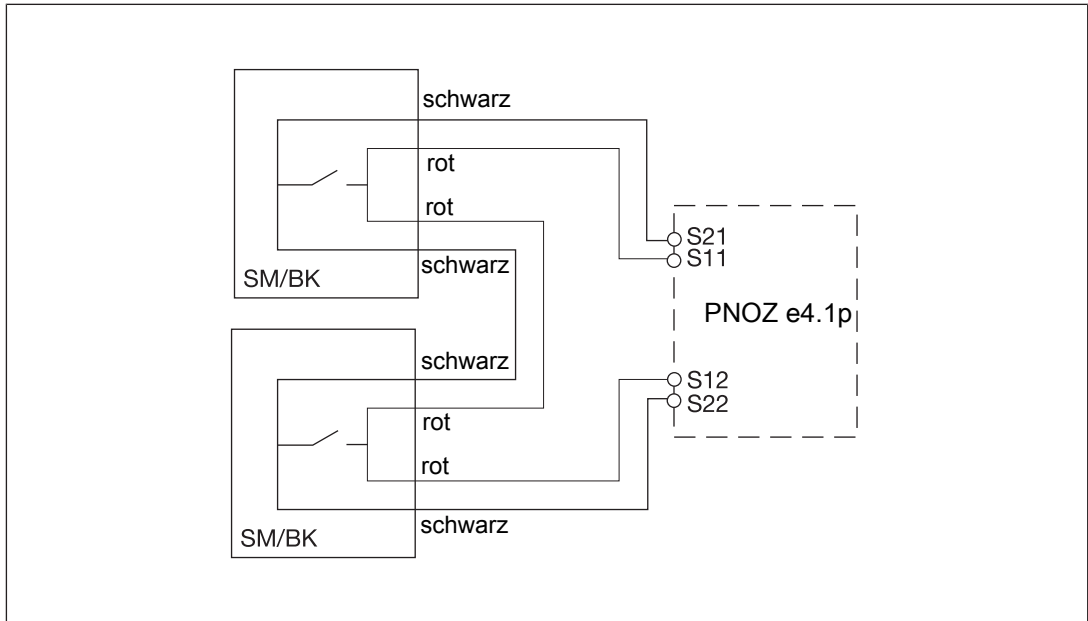 schwarz
rot
rot
schwarz
SM/BK
schwarz
rot
rot
schwarz
SM/BK
S21
S11
PNOZ e4.1p
S12
S22